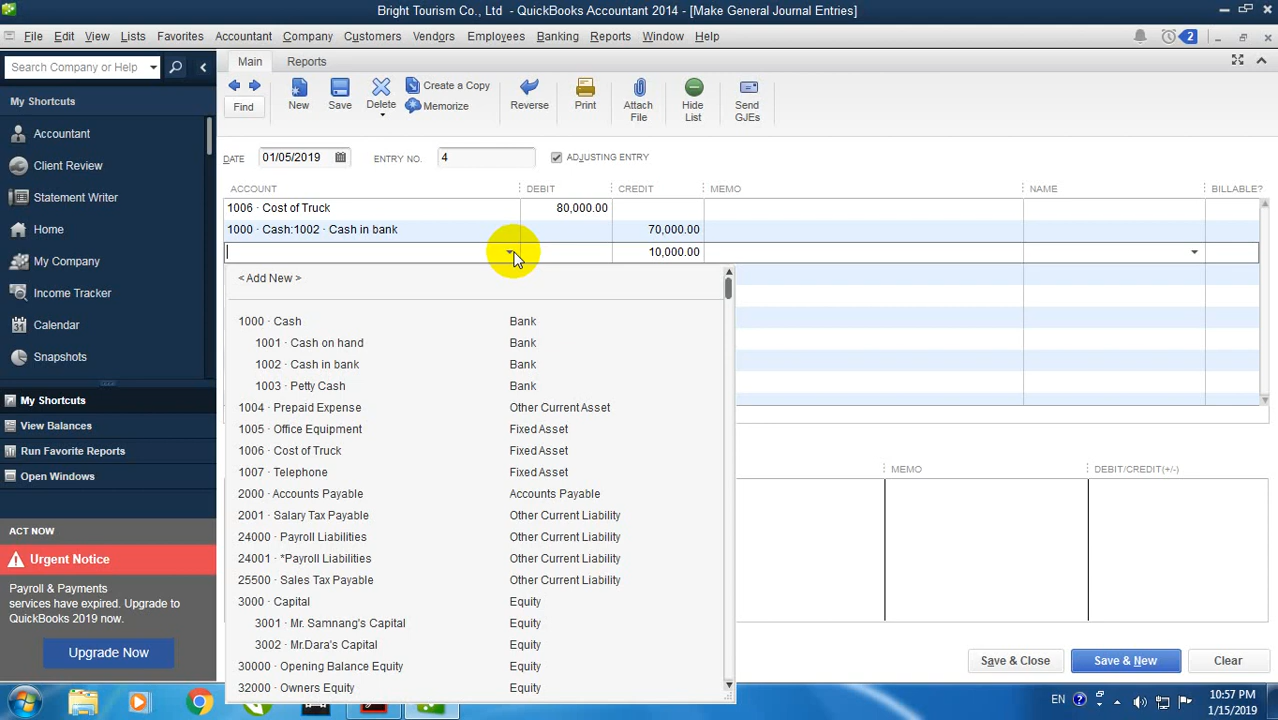 Bright Tourism Co., Ltd - QuickBooks Accountant 2014 - [Make General Journal Entries]
File Edit View Lists Favorites Accountant Company Customers Vendors Employees Banking Reports Window Help
2
Search Company or Help
Main Reports
Find
New
Save
Delete
Create a Copy
Memorize
Reverse
Print
Attach File
Hide List
Send GJEs
My Shortcuts
Accountant
Client Review
Statement Writer
Home
My Company
Income Tracker
Calendar
Snapshots
My Shortcuts
View Balances
Run Favorite Reports
Open Windows
ACT NOW
Urgent Notice
Payroll & Payments
services have expired. Upgrade to
QuickBooks 2019 now.
Upgrade Now
DATE 01/05/2019 ENTRY NO. 4 ADJUSTING ENTRY
ACCOUNT DEBIT CREDIT MEMO NAME BILLABLE?
1006 · Cost of Truck 80,000.00
1000 · Cash:1002 · Cash in bank 70,000.00
10,000.00
< Add New >
1000 · Cash Bank
1001 · Cash on hand Bank
1002 · Cash in bank Bank
1003 · Petty Cash Bank
1004 · Prepaid Expense Other Current Asset
1005 · Office Equipment Fixed Asset
1006 · Cost of Truck Fixed Asset
1007 · Telephone Fixed Asset
2000 · Accounts Payable Accounts Payable
2001 · Salary Tax Payable Other Current Liability
24000 · Payroll Liabilities Other Current Liability
24001 · *Payroll Liabilities Other Current Liability
25500 · Sales Tax Payable Other Current Liability
3000 · Capital Equity
3001 · Mr. Samnang's Capital Equity
3002 · Mr.Dara's Capital Equity
30000 · Opening Balance Equity Equity
32000 · Owners Equity Equity
MEMO DEBIT/CREDIT(+/-)
Save & Close Save & New Clear
EN
10:57 PM
1/15/2019